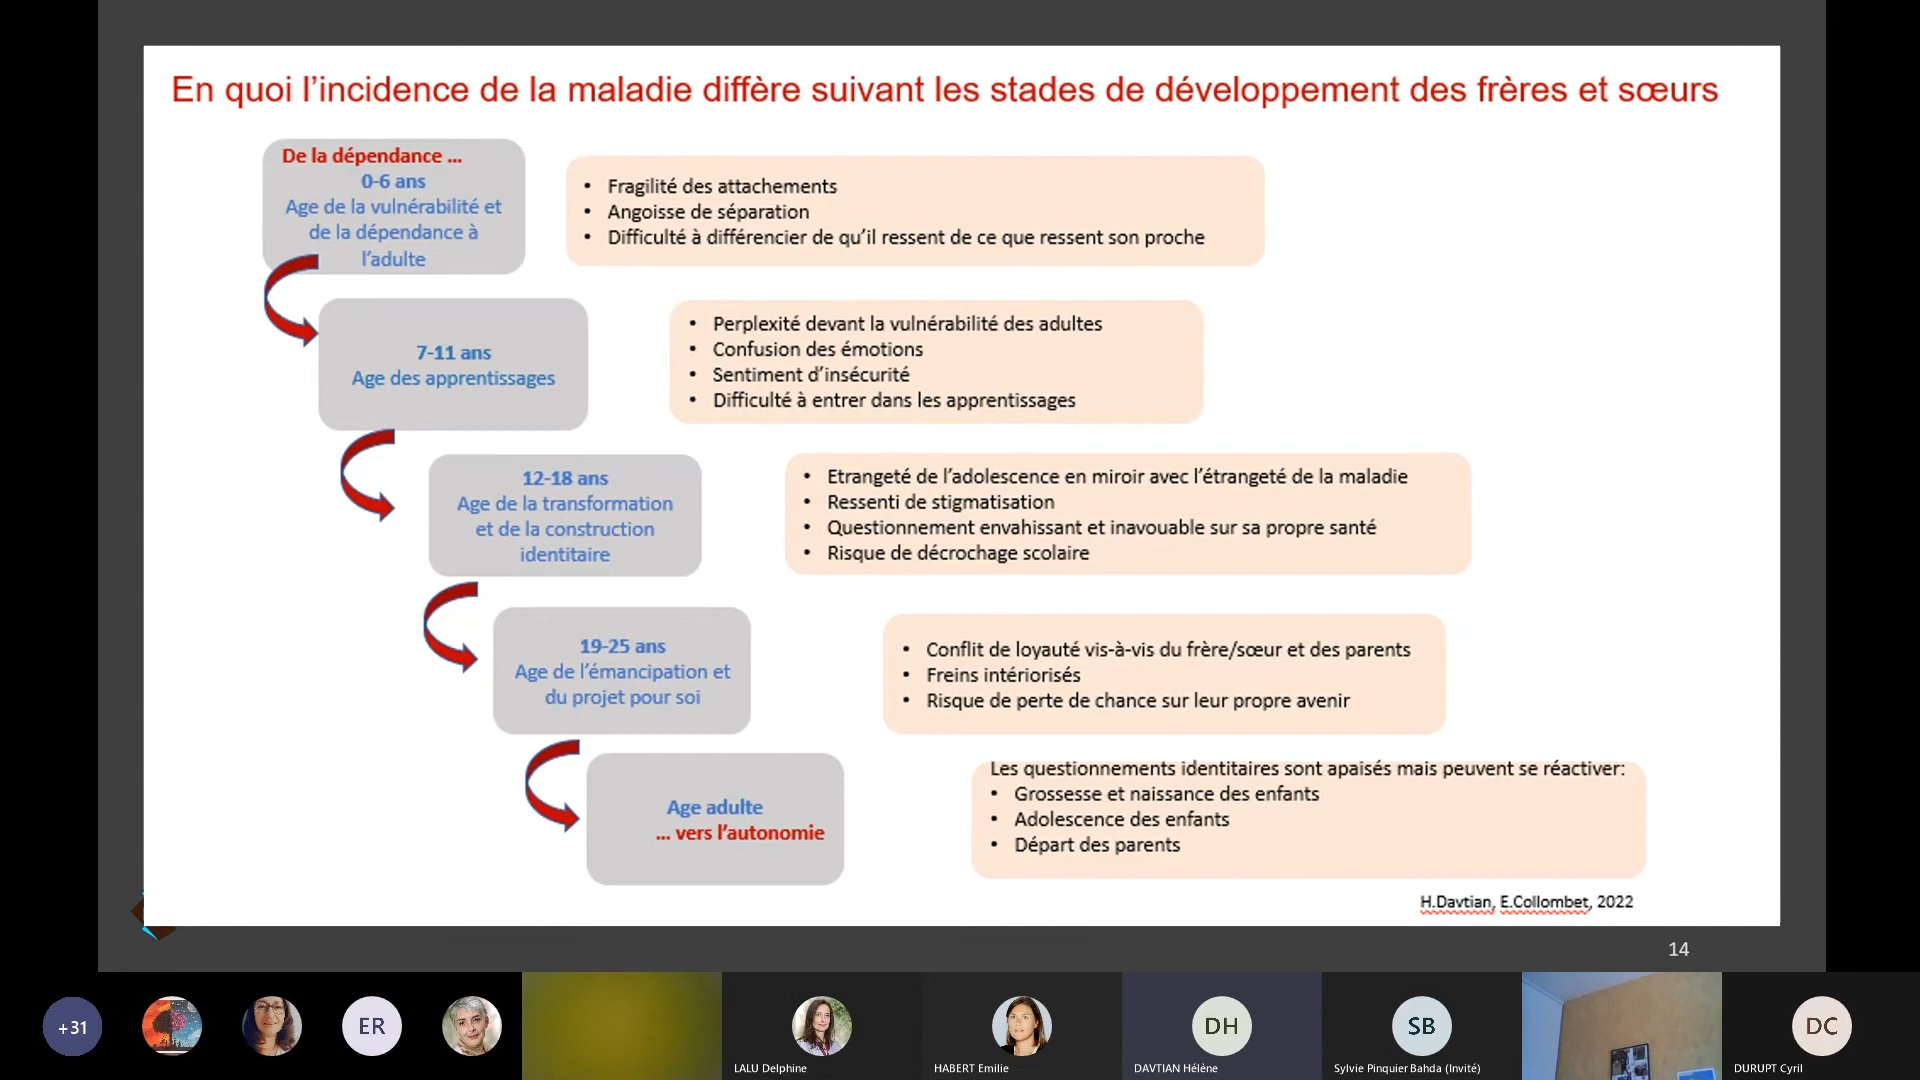 En quoi l’incidence de la maladie diffère suivant les stades de développement des frères et sœurs
De la dépendance ...
0-6 ans
Age de la vulnérabilité et
de la dépendance à
l’adulte
• Fragilité des attachements
• Angoisse de séparation
• Difficulté à différencier de qu’il ressent de ce que ressent son proche
7-11 ans
Age des apprentissages
• Perplexité devant la vulnérabilité des adultes
• Confusion des émotions
• Sentiment d’insécurité
• Difficulté à entrer dans les apprentissages
12-18 ans
Age de la transformation
et de la construction
identitaire
• Etrangeté de l’adolescence en miroir avec l’étrangeté de la maladie
• Ressenti de stigmatisation
• Questionnement envahissant et inavouable sur sa propre santé
• Risque de décrochage scolaire
19-25 ans
Age de l’émancipation et
du projet pour soi
• Conflit de loyauté vis-à-vis du frère/sœur et des parents
• Freins intériorisés
• Risque de perte de chance sur leur propre avenir
Age adulte
... vers l’autonomie
Les questionnements identitaires sont apaisés mais peuvent se réactiver:
• Grossesse et naissance des enfants
• Adolescence des enfants
• Départ des parents
H.Davtian, E.Collombet, 2022
14
+31
ER
DH
SB
DC
LALU Delphine
HABERT Emilie
DAVTIAN Hélène
Sylvie Pinquier Bahda (Invité)
DURUPT Cyril